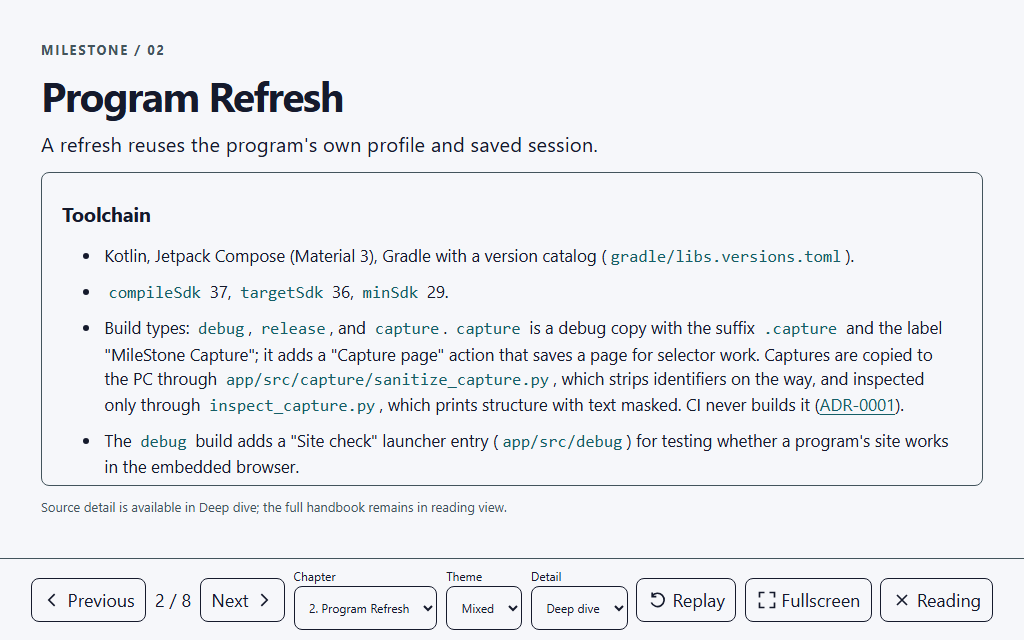 MILESTONE / 02
Program Refresh
A refresh reuses the program's own profile and saved session.
Toolchain
• Kotlin, Jetpack Compose (Material 3), Gradle with a version catalog ( gradle/libs.versions.toml ).
• compileSdk 37, targetSdk 36, minSdk 29.
• Build types: debug , release , and capture . capture is a debug copy with the suffix .capture and the label
"MileStone Capture"; it adds a "Capture page" action that saves a page for selector work. Captures are copied to
the PC through app/src/capture/sanitize_capture.py , which strips identifiers on the way, and inspected
only through inspect_capture.py , which prints structure with text masked. CI never builds it (ADR-0001).
• The debug build adds a "Site check" launcher entry ( app/src/debug ) for testing whether a program's site works
in the embedded browser.
Source detail is available in Deep dive; the full handbook remains in reading view.
Chapter Theme Detail
Previous 2 / 8 Next 2. Program Refresh Mixed Deep dive Replay Fullscreen Reading